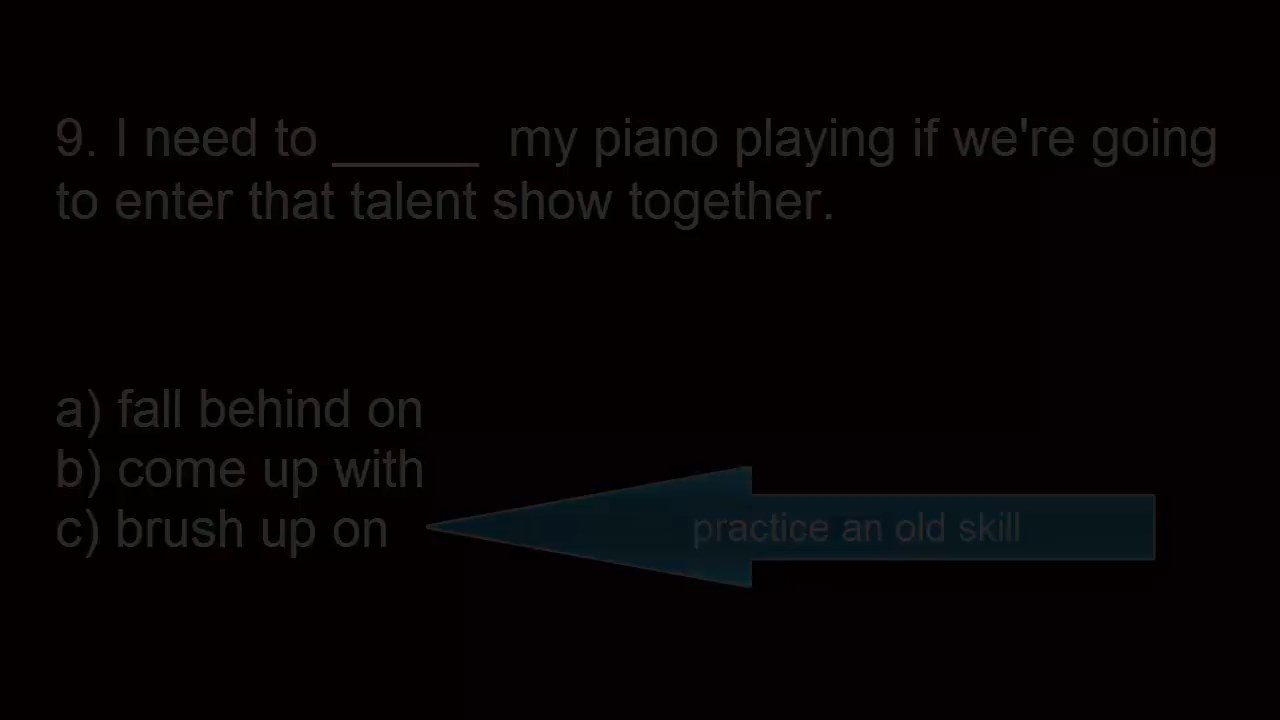 9. I need to _____ my piano playing if we're going
to enter that talent show together.
a) fall behind on
b) come up with
c) brush up on
practice an old skill